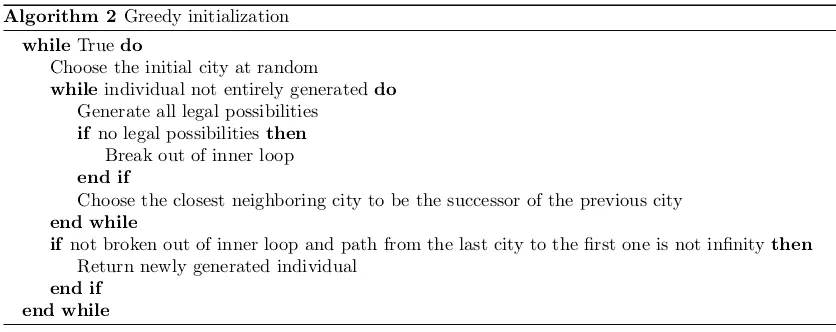 Algorithm 2 Greedy initialization
while True do
Choose the initial city at random
while individual not entirely generated do
Generate all legal possibilities
if no legal possibilities then
Break out of inner loop
end if
Choose the closest neighboring city to be the successor of the previous city
end while
if not broken out of inner loop and path from the last city to the first one is not infinity then
Return newly generated individual
end if
end while